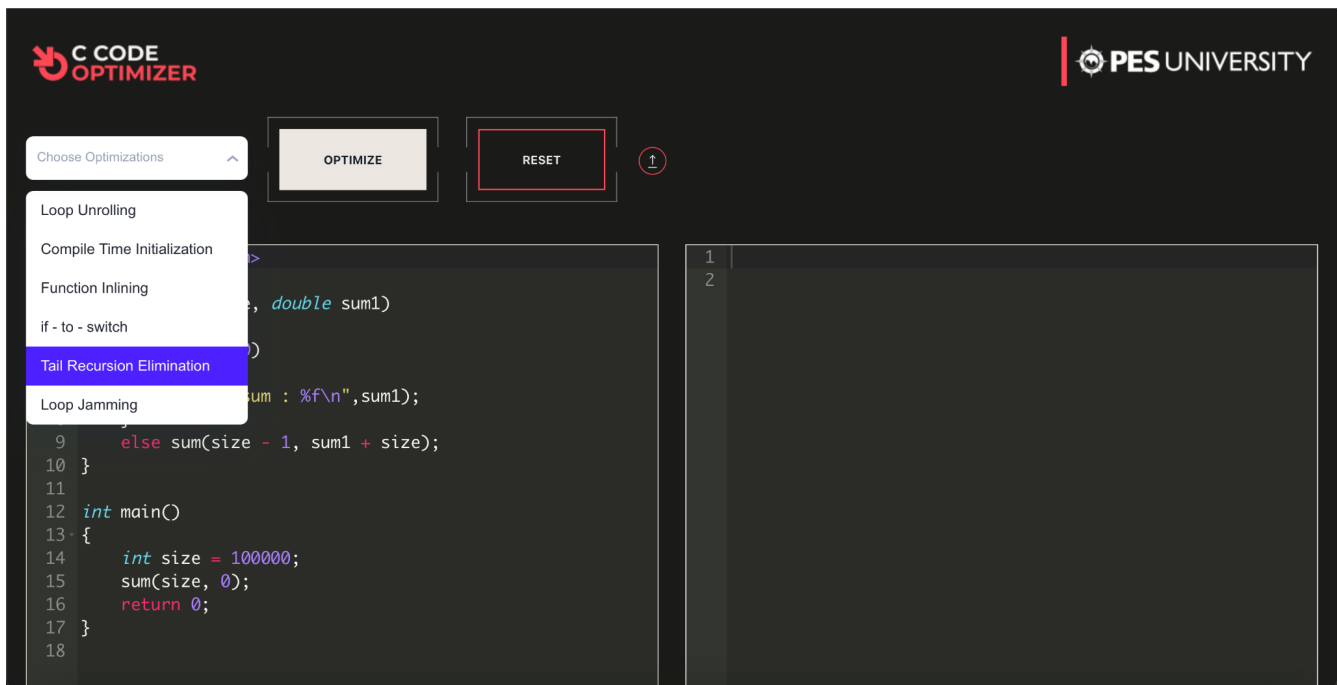 C CODE
OPTIMIZER
PES UNIVERSITY
Choose Optimizations
OPTIMIZE
RESET
Loop Unrolling
Compile Time Initialization
Function Inlining
if - to - switch
Tail Recursion Elimination
Loop Jamming
>
, double sum1)
)
sum : %f\n",sum1);
9 else sum(size - 1, sum1 + size);
10 }
11
12 int main()
13 {
14 int size = 100000;
15 sum(size, 0);
16 return 0;
17 }
18
1
2